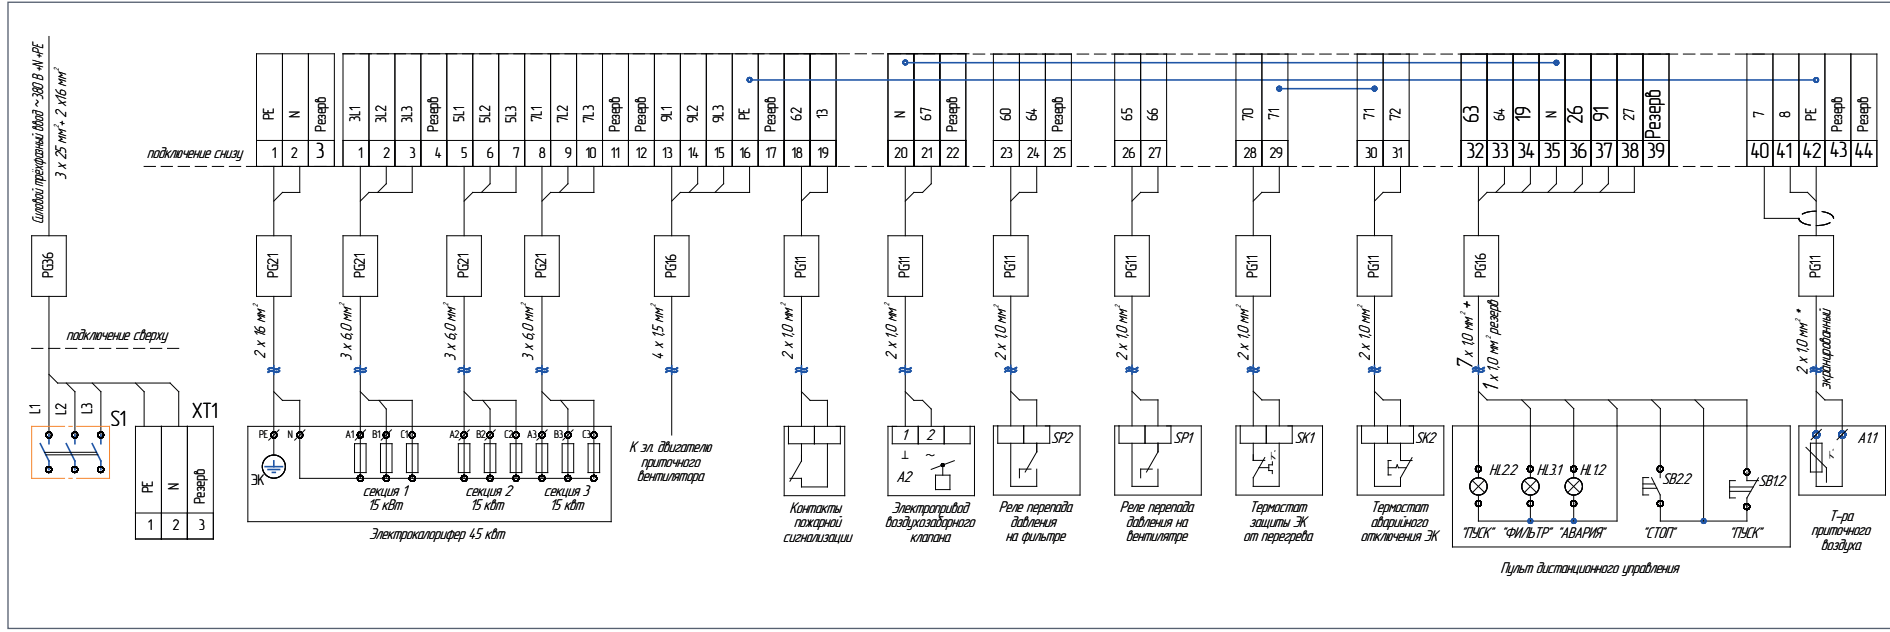 Силовой трехфазный ввод ~380 В +N +PE
3 x 25 мм² + 2 x16 мм²
PE N Резерв
3L1 3L2 3L3 Резерв 5L1 5L2 5L3 7L1 7L2 7L3 Резерв Резерв 9L1 9L2 9L3 PE Резерв 62 13
N 67 Резерв
60 64 Резерв
65 66
70 71
71 72
63 64 19 N 26 91 27 Резерв
7 8 PE Резерв Резерв
подключение снизу
1 2 3
1 2 3 4 5 6 7 8 9 10 11 12 13 14 15 16 17 18 19
20 21 22
23 24 25
26 27
28 29
30 31
32 33 34 35 36 37 38 39
40 41 42 43 44
PG36 PG21 PG21 PG21 PG21 PG16 PG11 PG11 PG11 PG11 PG11 PG11 PG16 PG11
подключение сверху
2 x 16 мм²
3 x 6,0 мм²
3 x 6,0 мм²
3 x 6,0 мм²
4 x 1,5 мм²
2 x 1,0 мм²
2 x 1,0 мм²
2 x 1,0 мм²
2 x 1,0 мм²
2 x 1,0 мм²
2 x 1,0 мм²
7 x 1,0 мм² +
1 x 1,0 мм² резерв
2 x 1,0 мм² *
экранированный
L1 L2 L3 S1
XT1
PE N Резерв
1 2 3
PE N A1 B1 C1 A2 B2 C2 A3 B3 C3
ЭК
секция 1
15 кВт
секция 2
15 квт
секция 3
15 квт
Электрокалорифер 45 квт
К эл. двигателю
приточного
вентилятора
Контакты
пожарной
сигнализации
1 2
⊥ ~
A2
Электропривод
воздухозаборного
клапана
SP2
Реле перепада
давления
на фильтре
SP1
Реле перепада
давления на
вентилятре
SK1
Термостат
защиты ЭК
от перегрева
SK2
Термостат
аварийного
отключения ЭК
HL2.2 HL3.1 HL1.2 SB2.2 SB1.2
"ПУСК" "ФИЛЬТР" "АВАРИЯ" "СТОП" "ПУСК"
Пульт дистанционного управления
A1.1
Т-ра
приточного
воздуха